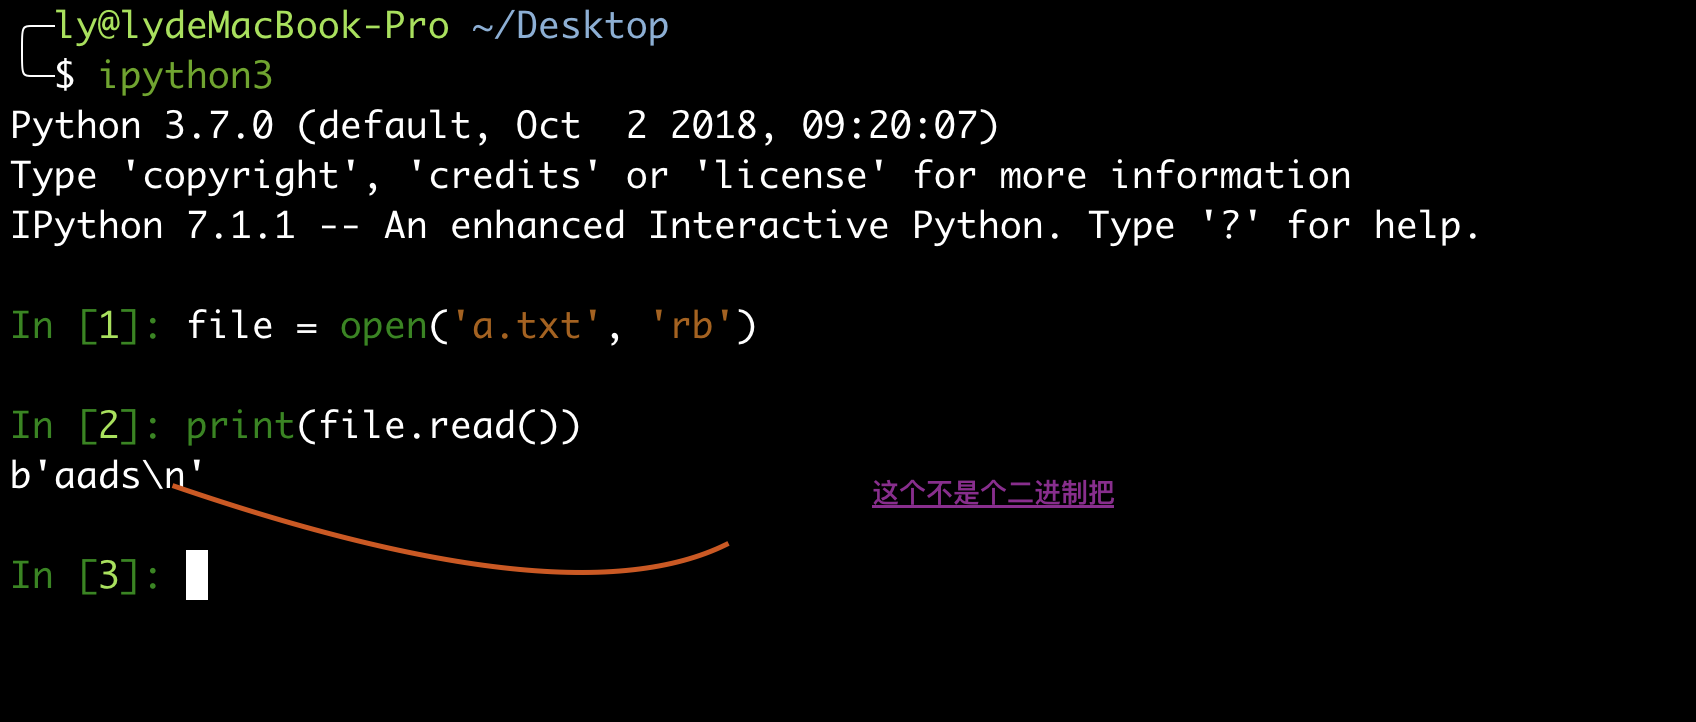 ly@lydeMacBook-Pro ~/Desktop
$ ipython3
Python 3.7.0 (default, Oct  2 2018, 09:20:07)
Type 'copyright', 'credits' or 'license' for more information
IPython 7.1.1 -- An enhanced Interactive Python. Type '?' for help.
In [1]: file = open('a.txt', 'rb')
In [2]: print(file.read())
b'aads\n'
这个不是个二进制把
In [3]: